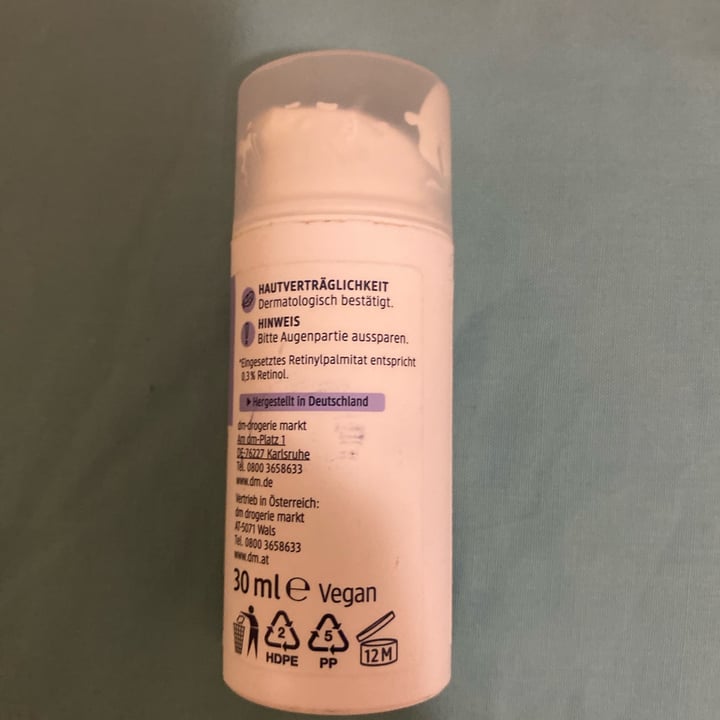 HAUTVERTRÄGLICHKEIT
Dermatologisch bestätigt.
HINWEIS
Bitte Augenpartie aussparen.
*Eingesetztes Retinylpalmitat entspricht
0,3% Retinol.
Hergestellt in Deutschland
dm-drogerie markt
Am dm-Platz 1
DE-76227 Karlsruhe
Tel. 0800 3658633
www.dm.de
Vertrieb in Österreich:
dm drogerie markt
AT-5071 Wals
Tel. 0800 3658633
www.dm.at
30 ml e Vegan
2 5 12M
HDPE PP